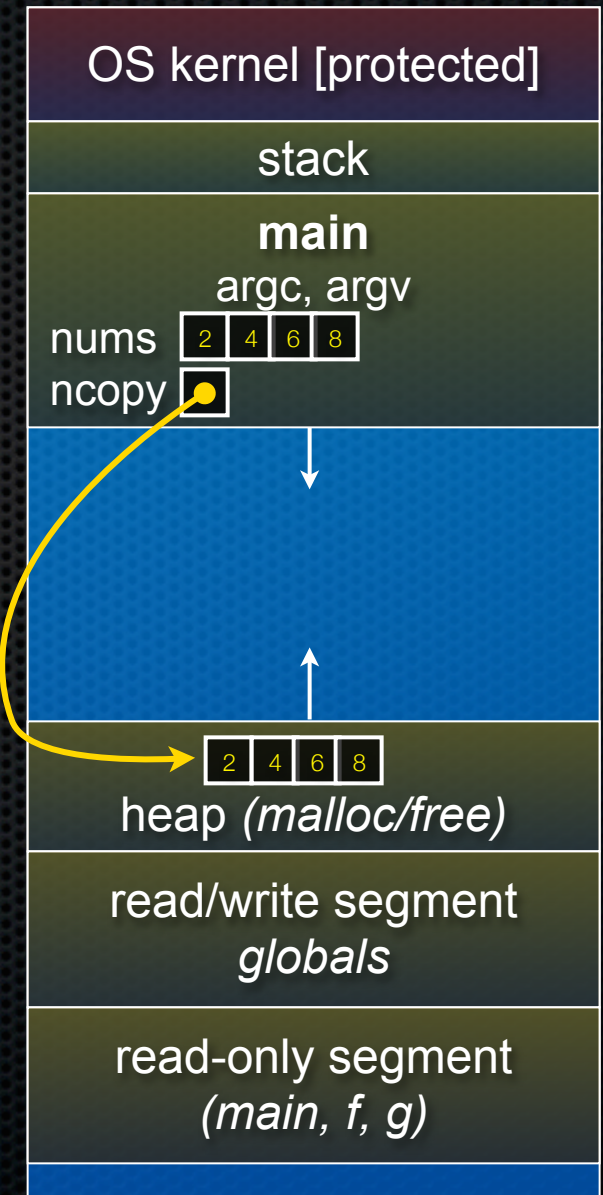 OS kernel [protected]
stack
main
argc, argv
nums 2 4 6 8
ncopy
2 4 6 8
heap (malloc/free)
read/write segment
globals
read-only segment
(main, f, g)